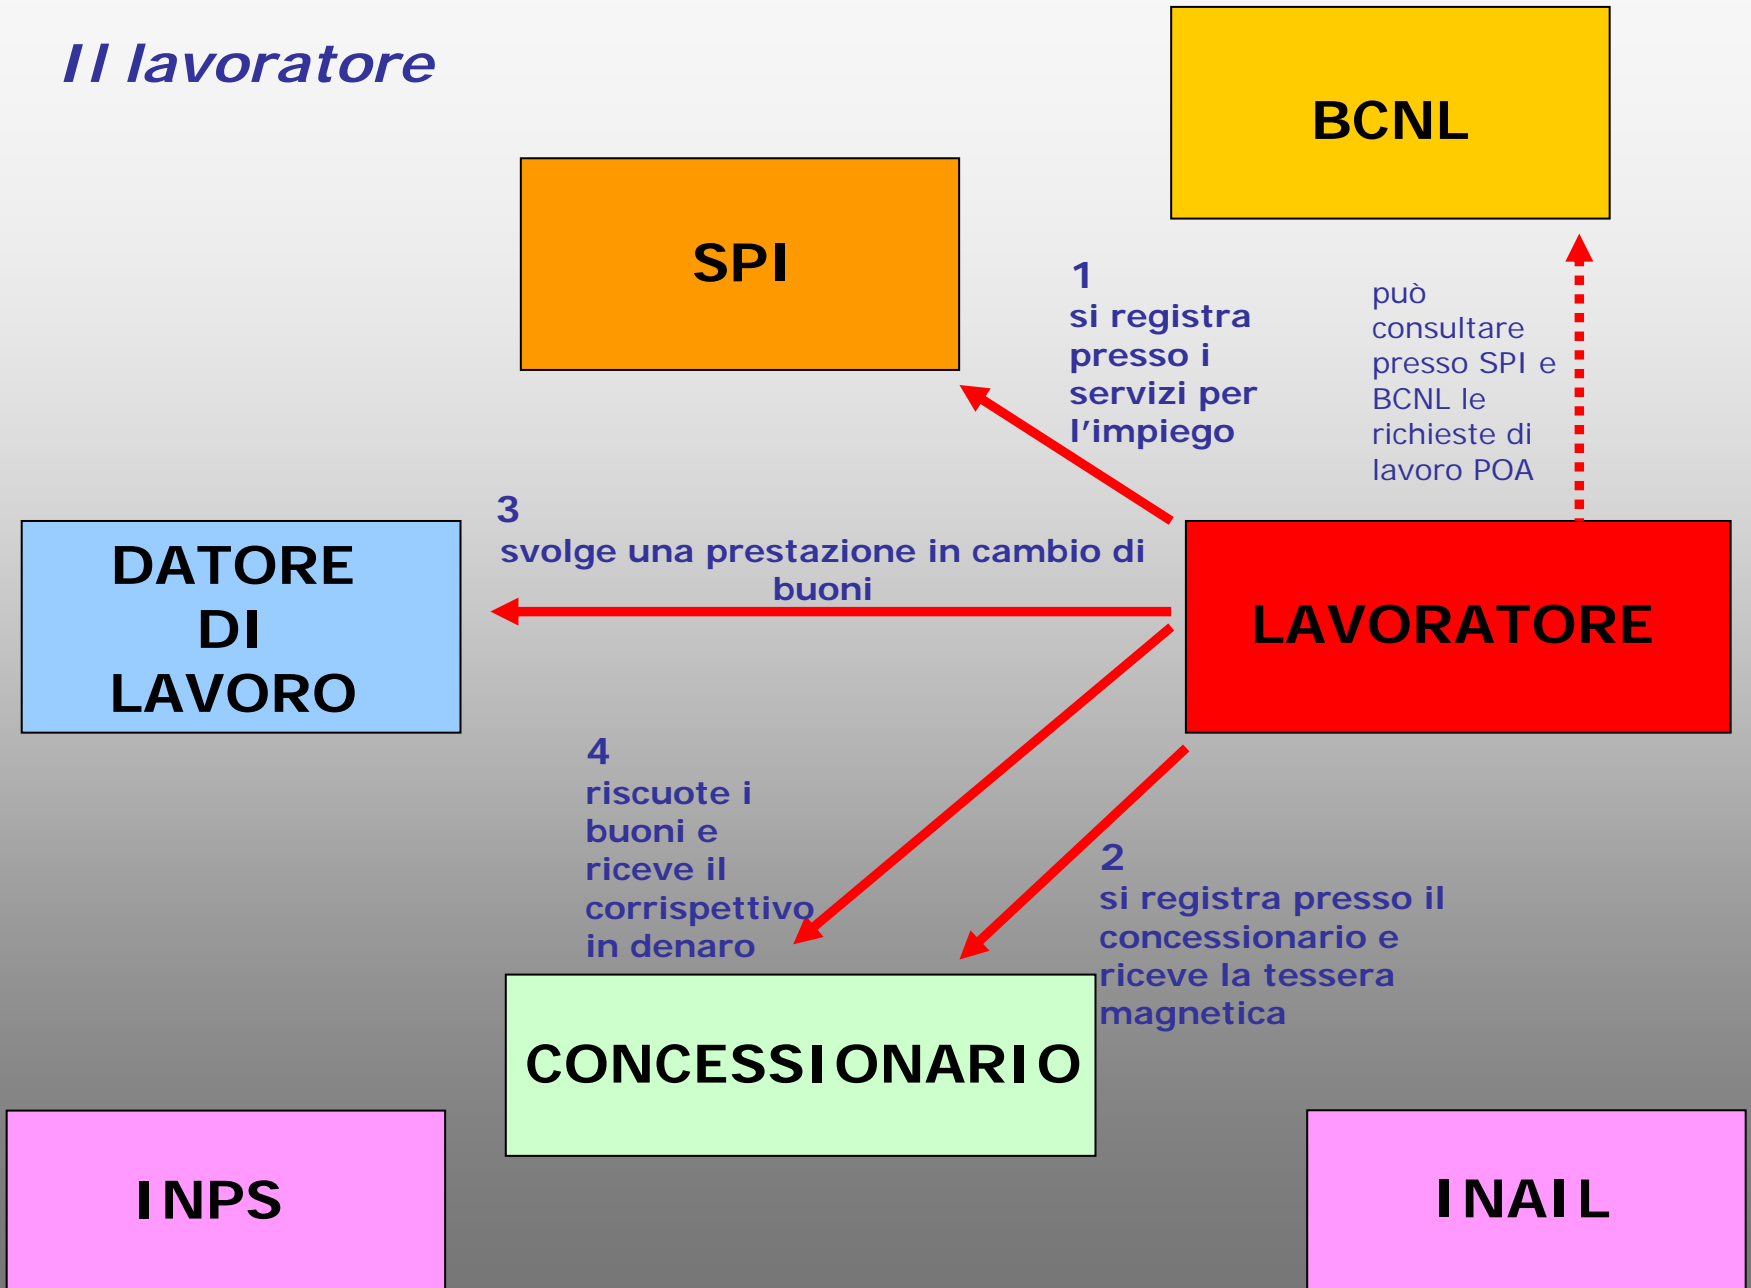 Il lavoratore
BCNL
SPI
1
si registra
presso i
servizi per
l'impiego
può
consultare
presso SPI e
BCNL le
richieste di
lavoro POA
3
svolge una prestazione in cambio di
buoni
DATORE
DI
LAVORO
LAVORATORE
4
riscuote i
buoni e
riceve il
corrispettivo
in denaro
2
si registra presso il
concessionario e
riceve la tessera
magnetica
CONCESSIONARIO
INPS
INAIL